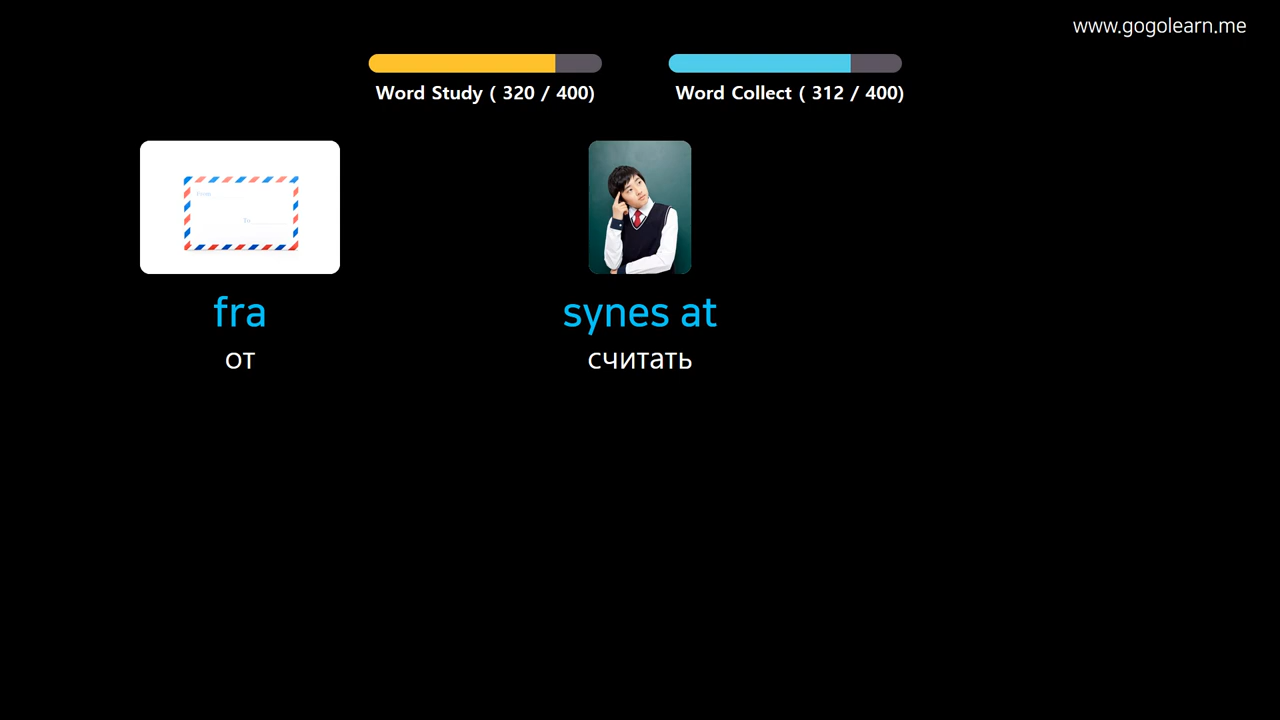 www.gogolearn.me
Word Study ( 320 / 400)
Word Collect ( 312 / 400)
fra
synes at
от
считать